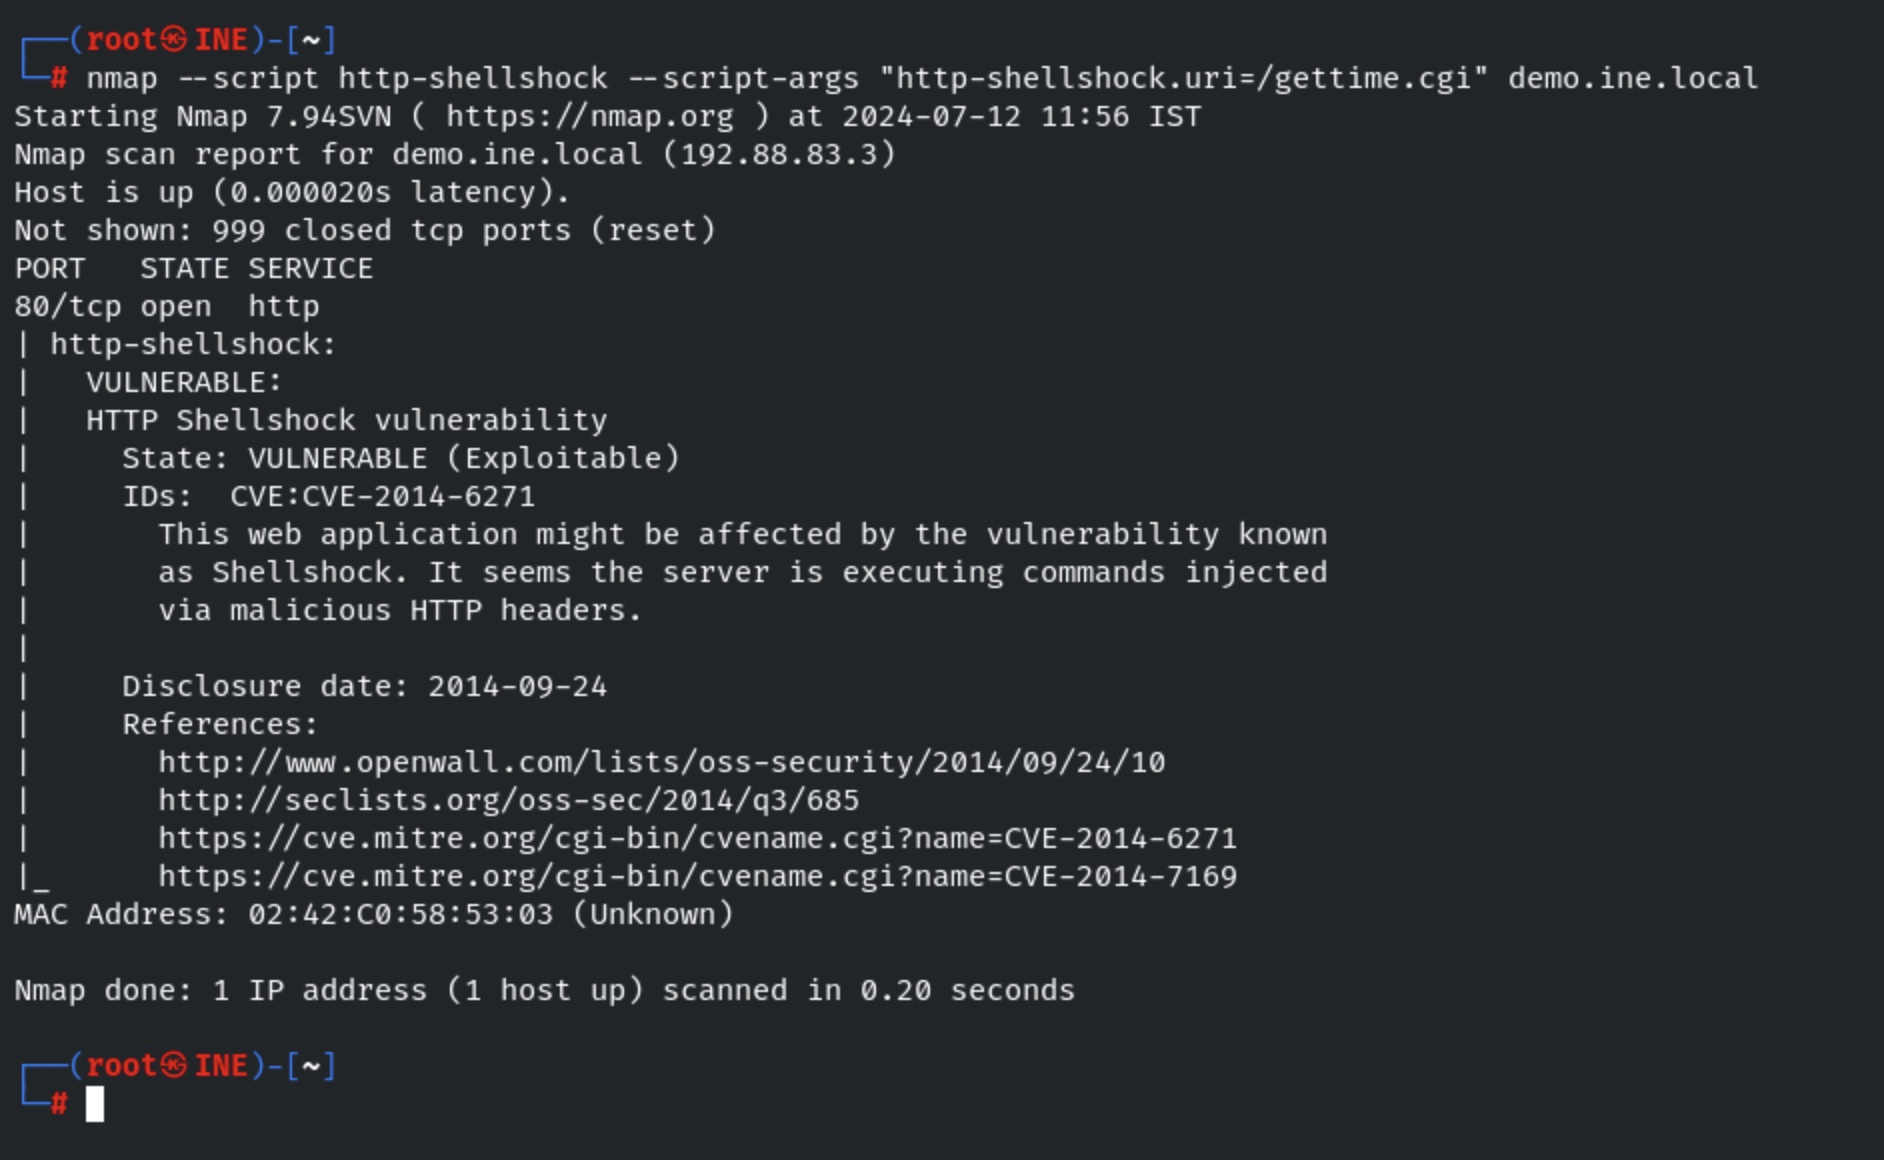 ┌──(root㉿INE)-[~]
└─# nmap --script http-shellshock --script-args "http-shellshock.uri=/gettime.cgi" demo.ine.local
Starting Nmap 7.94SVN ( https://nmap.org ) at 2024-07-12 11:56 IST
Nmap scan report for demo.ine.local (192.88.83.3)
Host is up (0.000020s latency).
Not shown: 999 closed tcp ports (reset)
PORT   STATE SERVICE
80/tcp open  http
| http-shellshock:
|   VULNERABLE:
|   HTTP Shellshock vulnerability
|     State: VULNERABLE (Exploitable)
|     IDs:  CVE:CVE-2014-6271
|       This web application might be affected by the vulnerability known
|       as Shellshock. It seems the server is executing commands injected
|       via malicious HTTP headers.
|
|     Disclosure date: 2014-09-24
|     References:
|       http://www.openwall.com/lists/oss-security/2014/09/24/10
|       http://seclists.org/oss-sec/2014/q3/685
|       https://cve.mitre.org/cgi-bin/cvename.cgi?name=CVE-2014-6271
|_      https://cve.mitre.org/cgi-bin/cvename.cgi?name=CVE-2014-7169
MAC Address: 02:42:C0:58:53:03 (Unknown)

Nmap done: 1 IP address (1 host up) scanned in 0.20 seconds

┌──(root㉿INE)-[~]
└─#